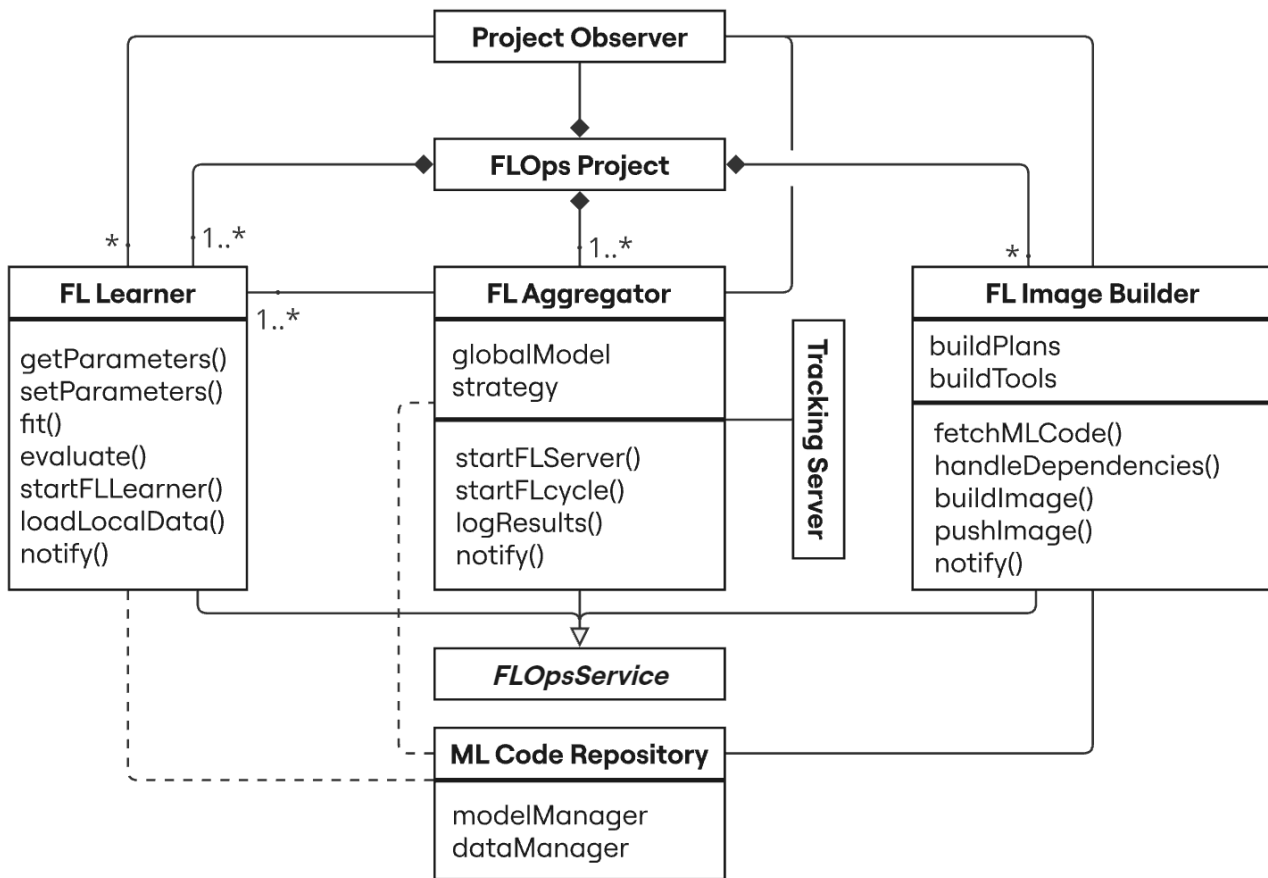 Project Observer
FLOps Project
*
1..*
1..*
*
FL Learner
1..*
getParameters()
setParameters()
fit()
evaluate()
startFLLearner()
loadLocalData()
notify()
FL Aggregator
globalModel
strategy
startFLServer()
startFLcycle()
logResults()
notify()
Tracking Server
FL Image Builder
buildPlans
buildTools
fetchMLCode()
handleDependencies()
buildImage()
pushImage()
notify()
FLOpsService
ML Code Repository
modelManager
dataManager